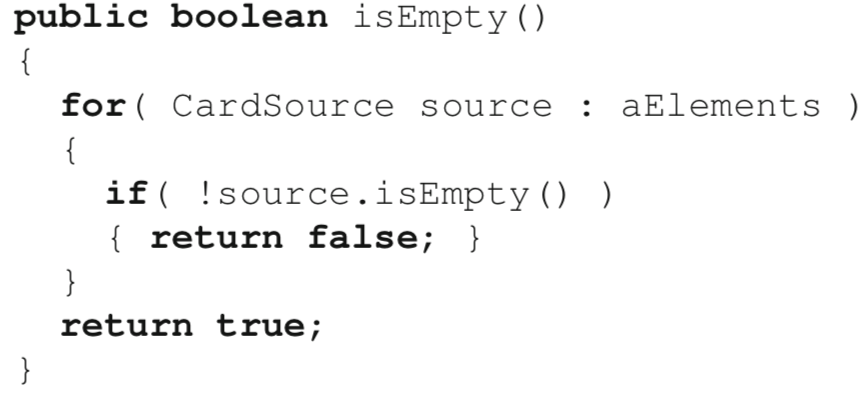 public boolean isEmpty()
{
  for( CardSource source : aElements )
  {
    if( !source.isEmpty() )
    { return false; }
  }
  return true;
}